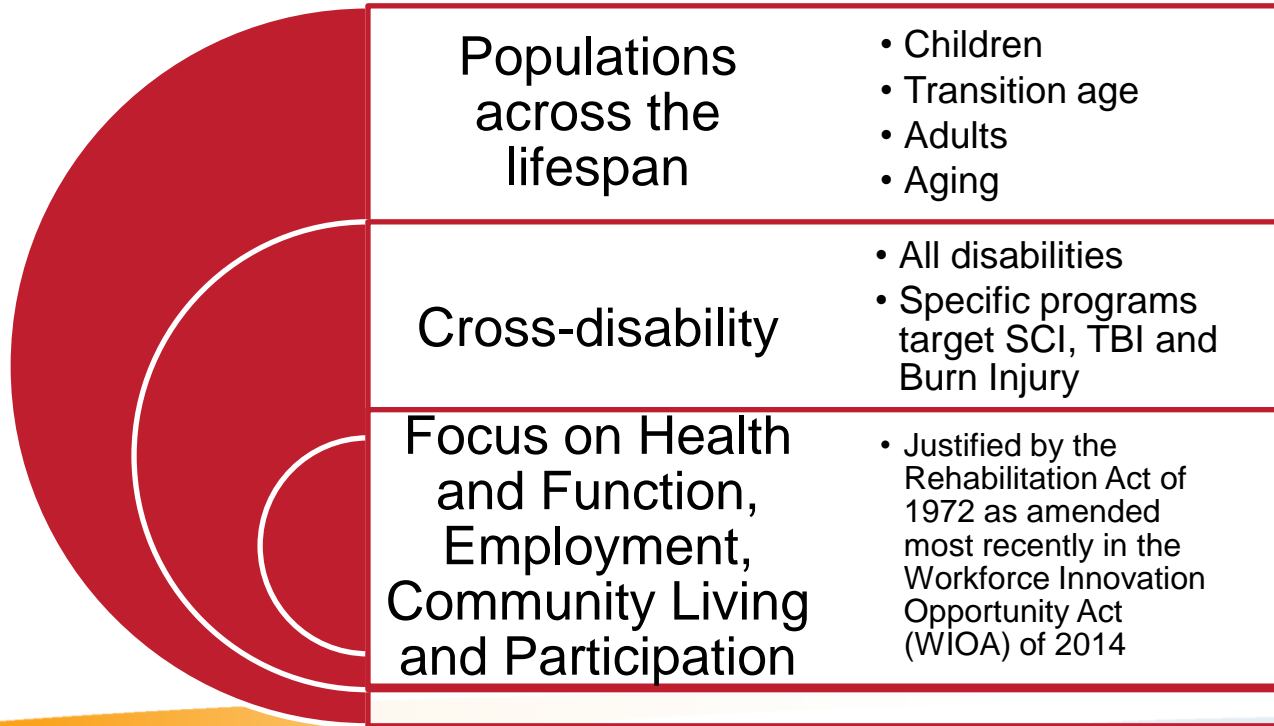 Populations
across the
lifespan
• Children
• Transition age
• Adults
• Aging
Cross-disability
• All disabilities
• Specific programs
target SCI, TBI and
Burn Injury
Focus on Health
and Function,
Employment,
Community Living
and Participation
• Justified by the
Rehabilitation Act of
1972 as amended
most recently in the
Workforce Innovation
Opportunity Act
(WIOA) of 2014